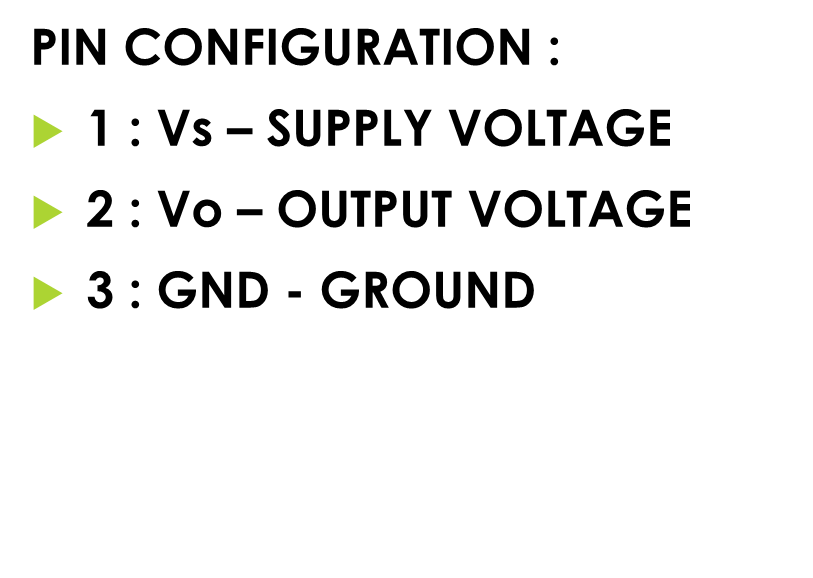 PIN CONFIGURATION :
1 : Vs – SUPPLY VOLTAGE
2 : Vo – OUTPUT VOLTAGE
3 : GND - GROUND